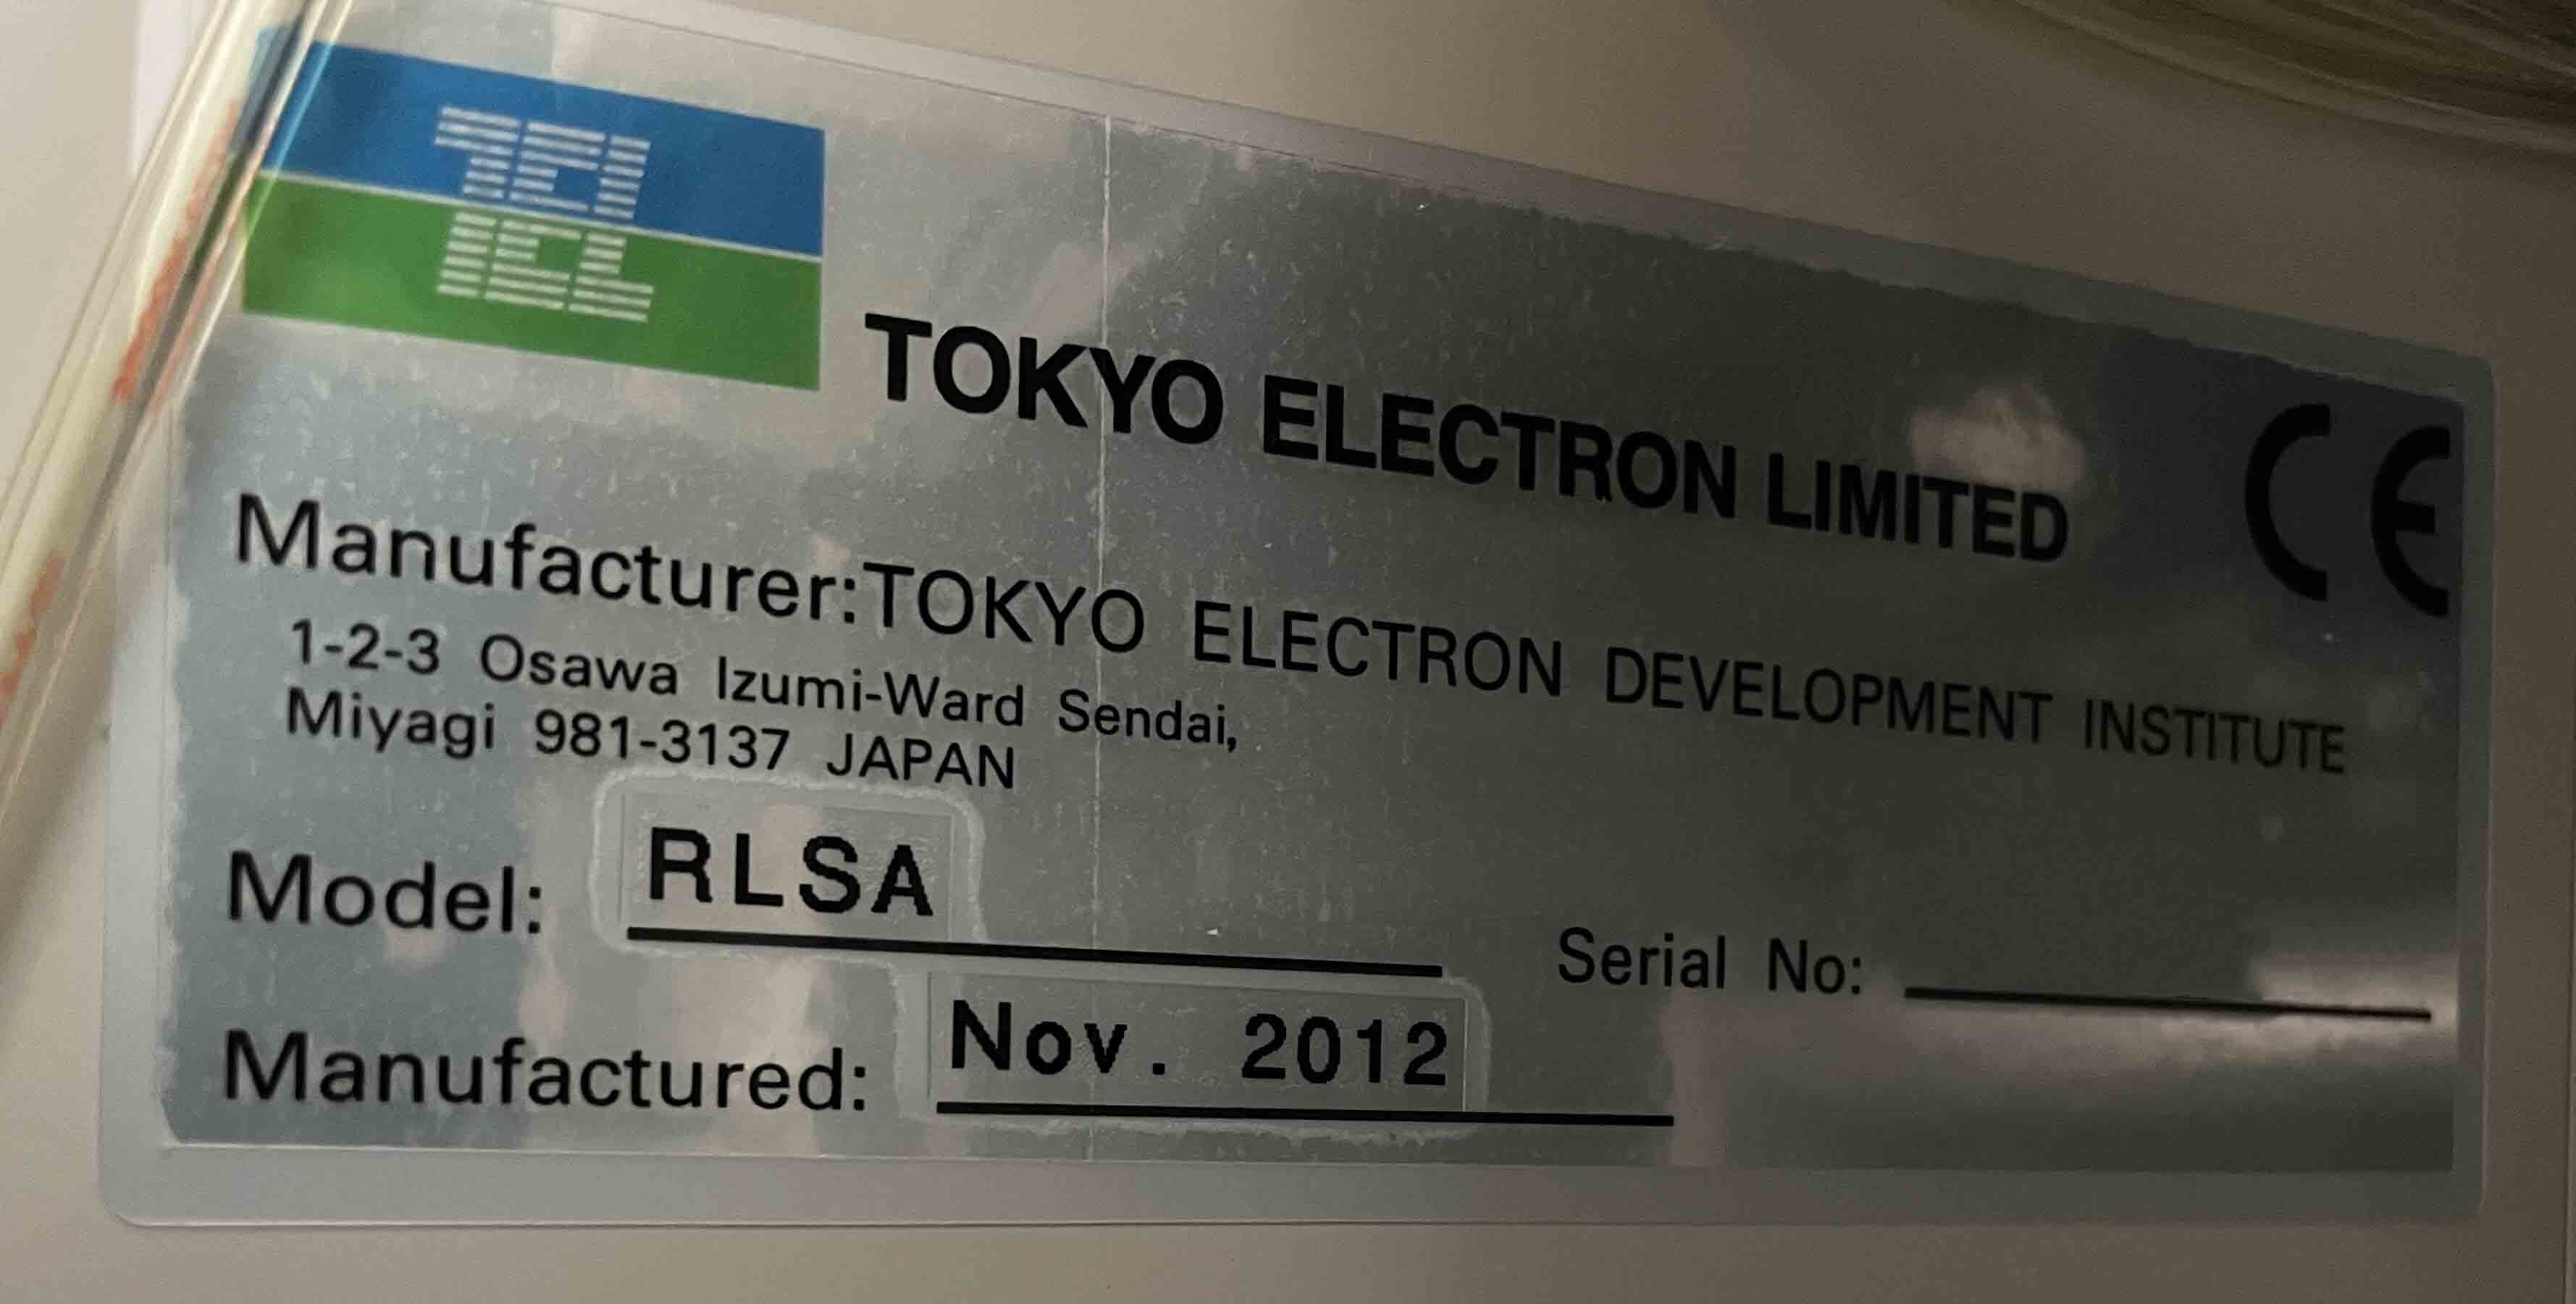 TEL
TEL
TOKYO ELECTRON LIMITED
CE
Manufacturer:TOKYO ELECTRON DEVELOPMENT INSTITUTE
1-2-3 Osawa Izumi-Ward Sendai,
Miyagi 981-3137 JAPAN
Model: RLSA
Serial No:
Manufactured: Nov. 2012